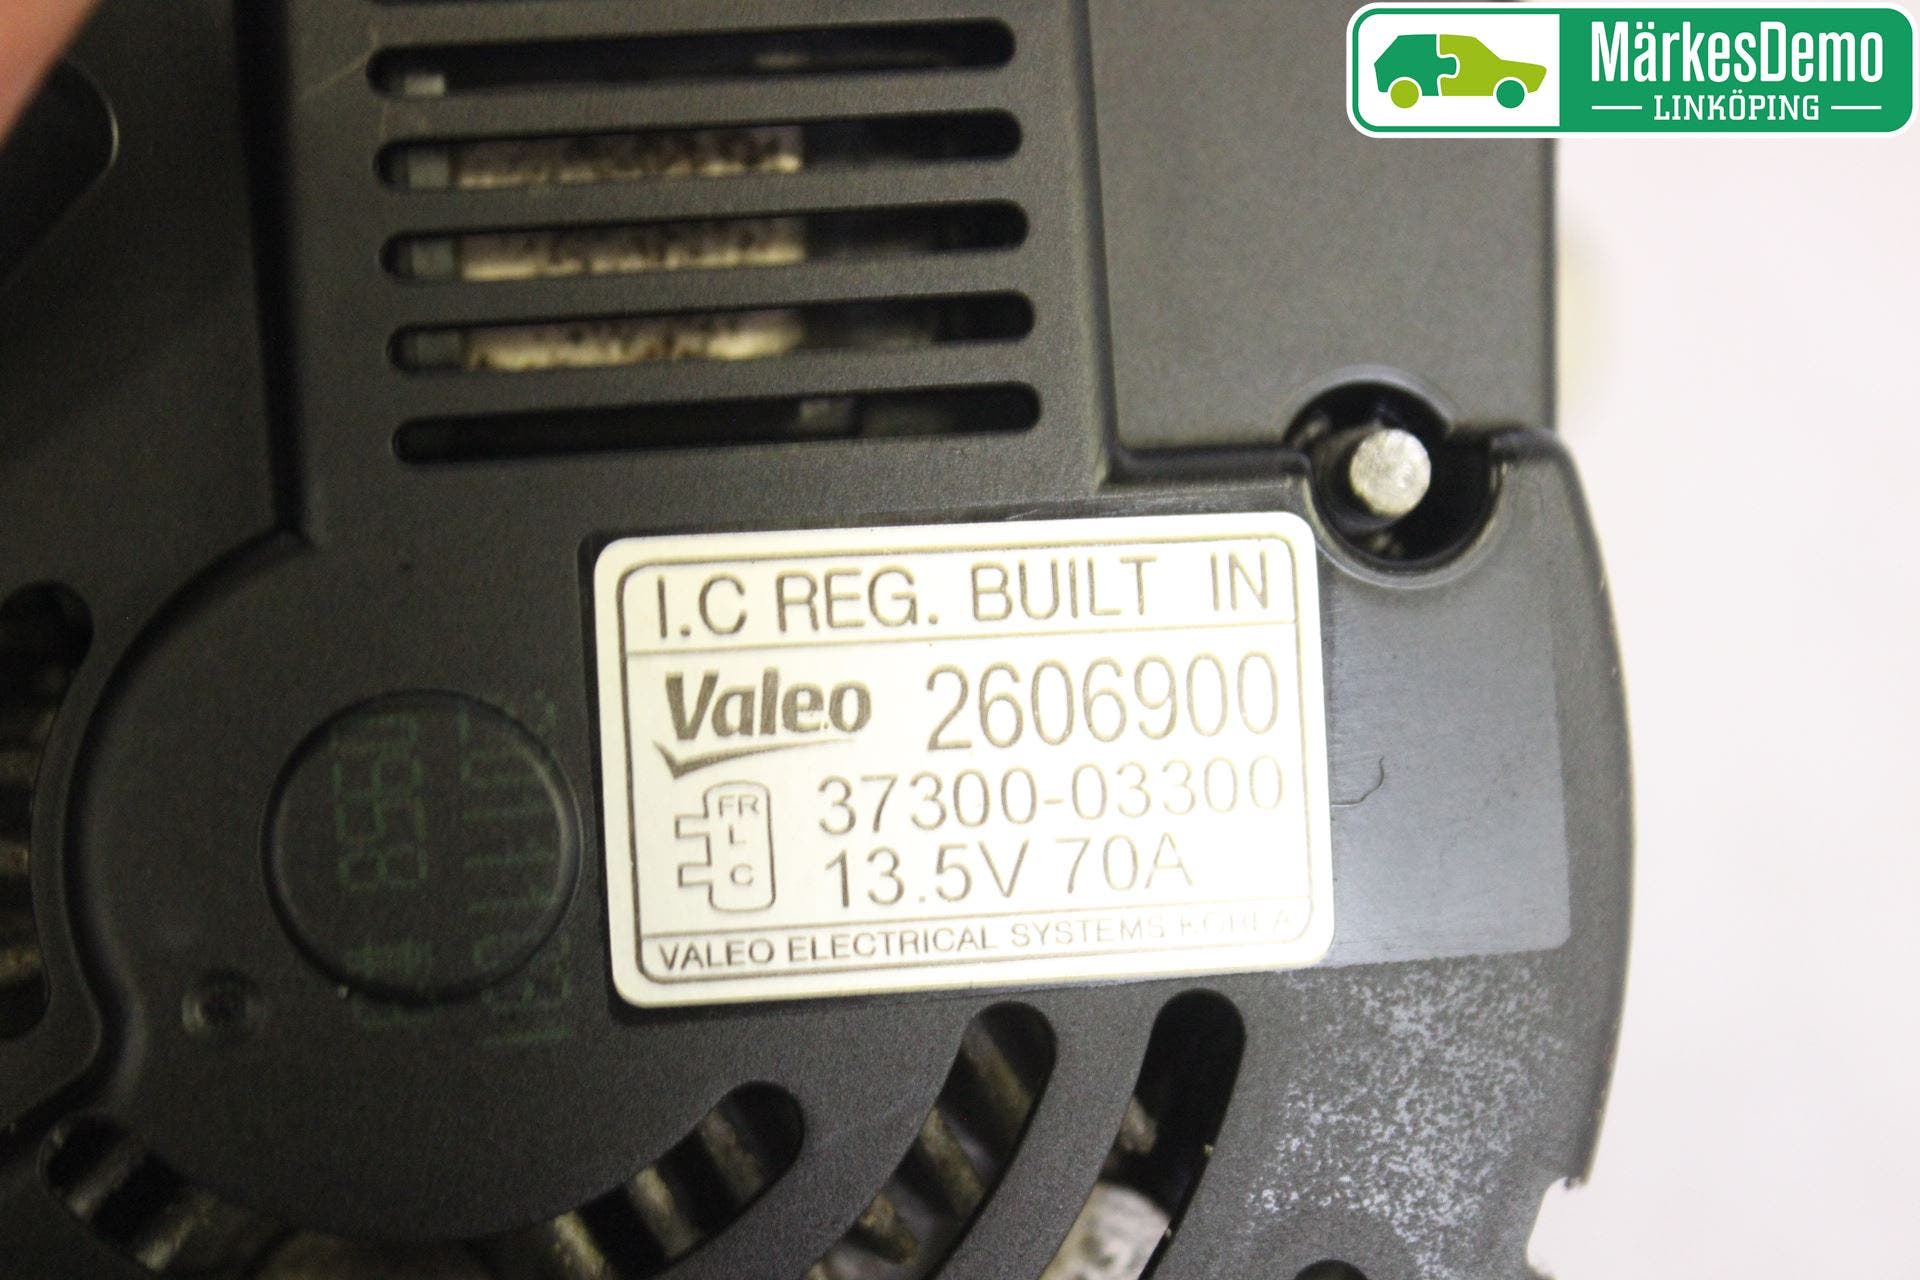 MärkesDemo
LINKÖPING
I.C REG. BUILT IN
Valeo 2606900
FR
L
C
37300-03300
13.5V 70A
VALEO ELECTRICAL SYSTEMS KOREA